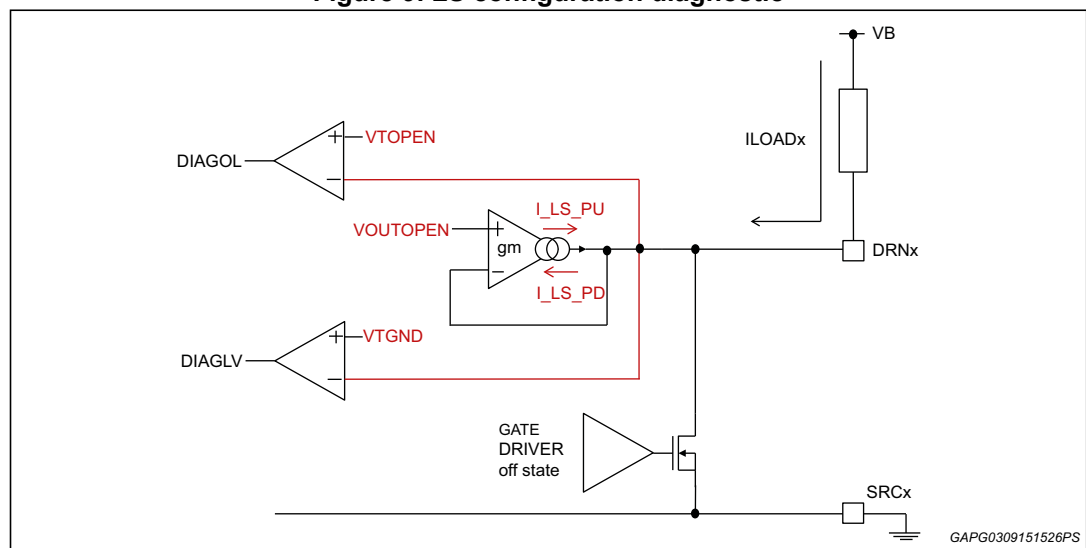 Figure 9. LS configuration diagnostic
VB
ILOADx
+
VTOPEN
DIAGOL
−
I_LS_PU
VOUTOPEN
+
gm
DRNx
−
I_LS_PD
+
VTGND
DIAGLV
−
GATE
DRIVER
off state
SRCx
GAPG0309151526PS